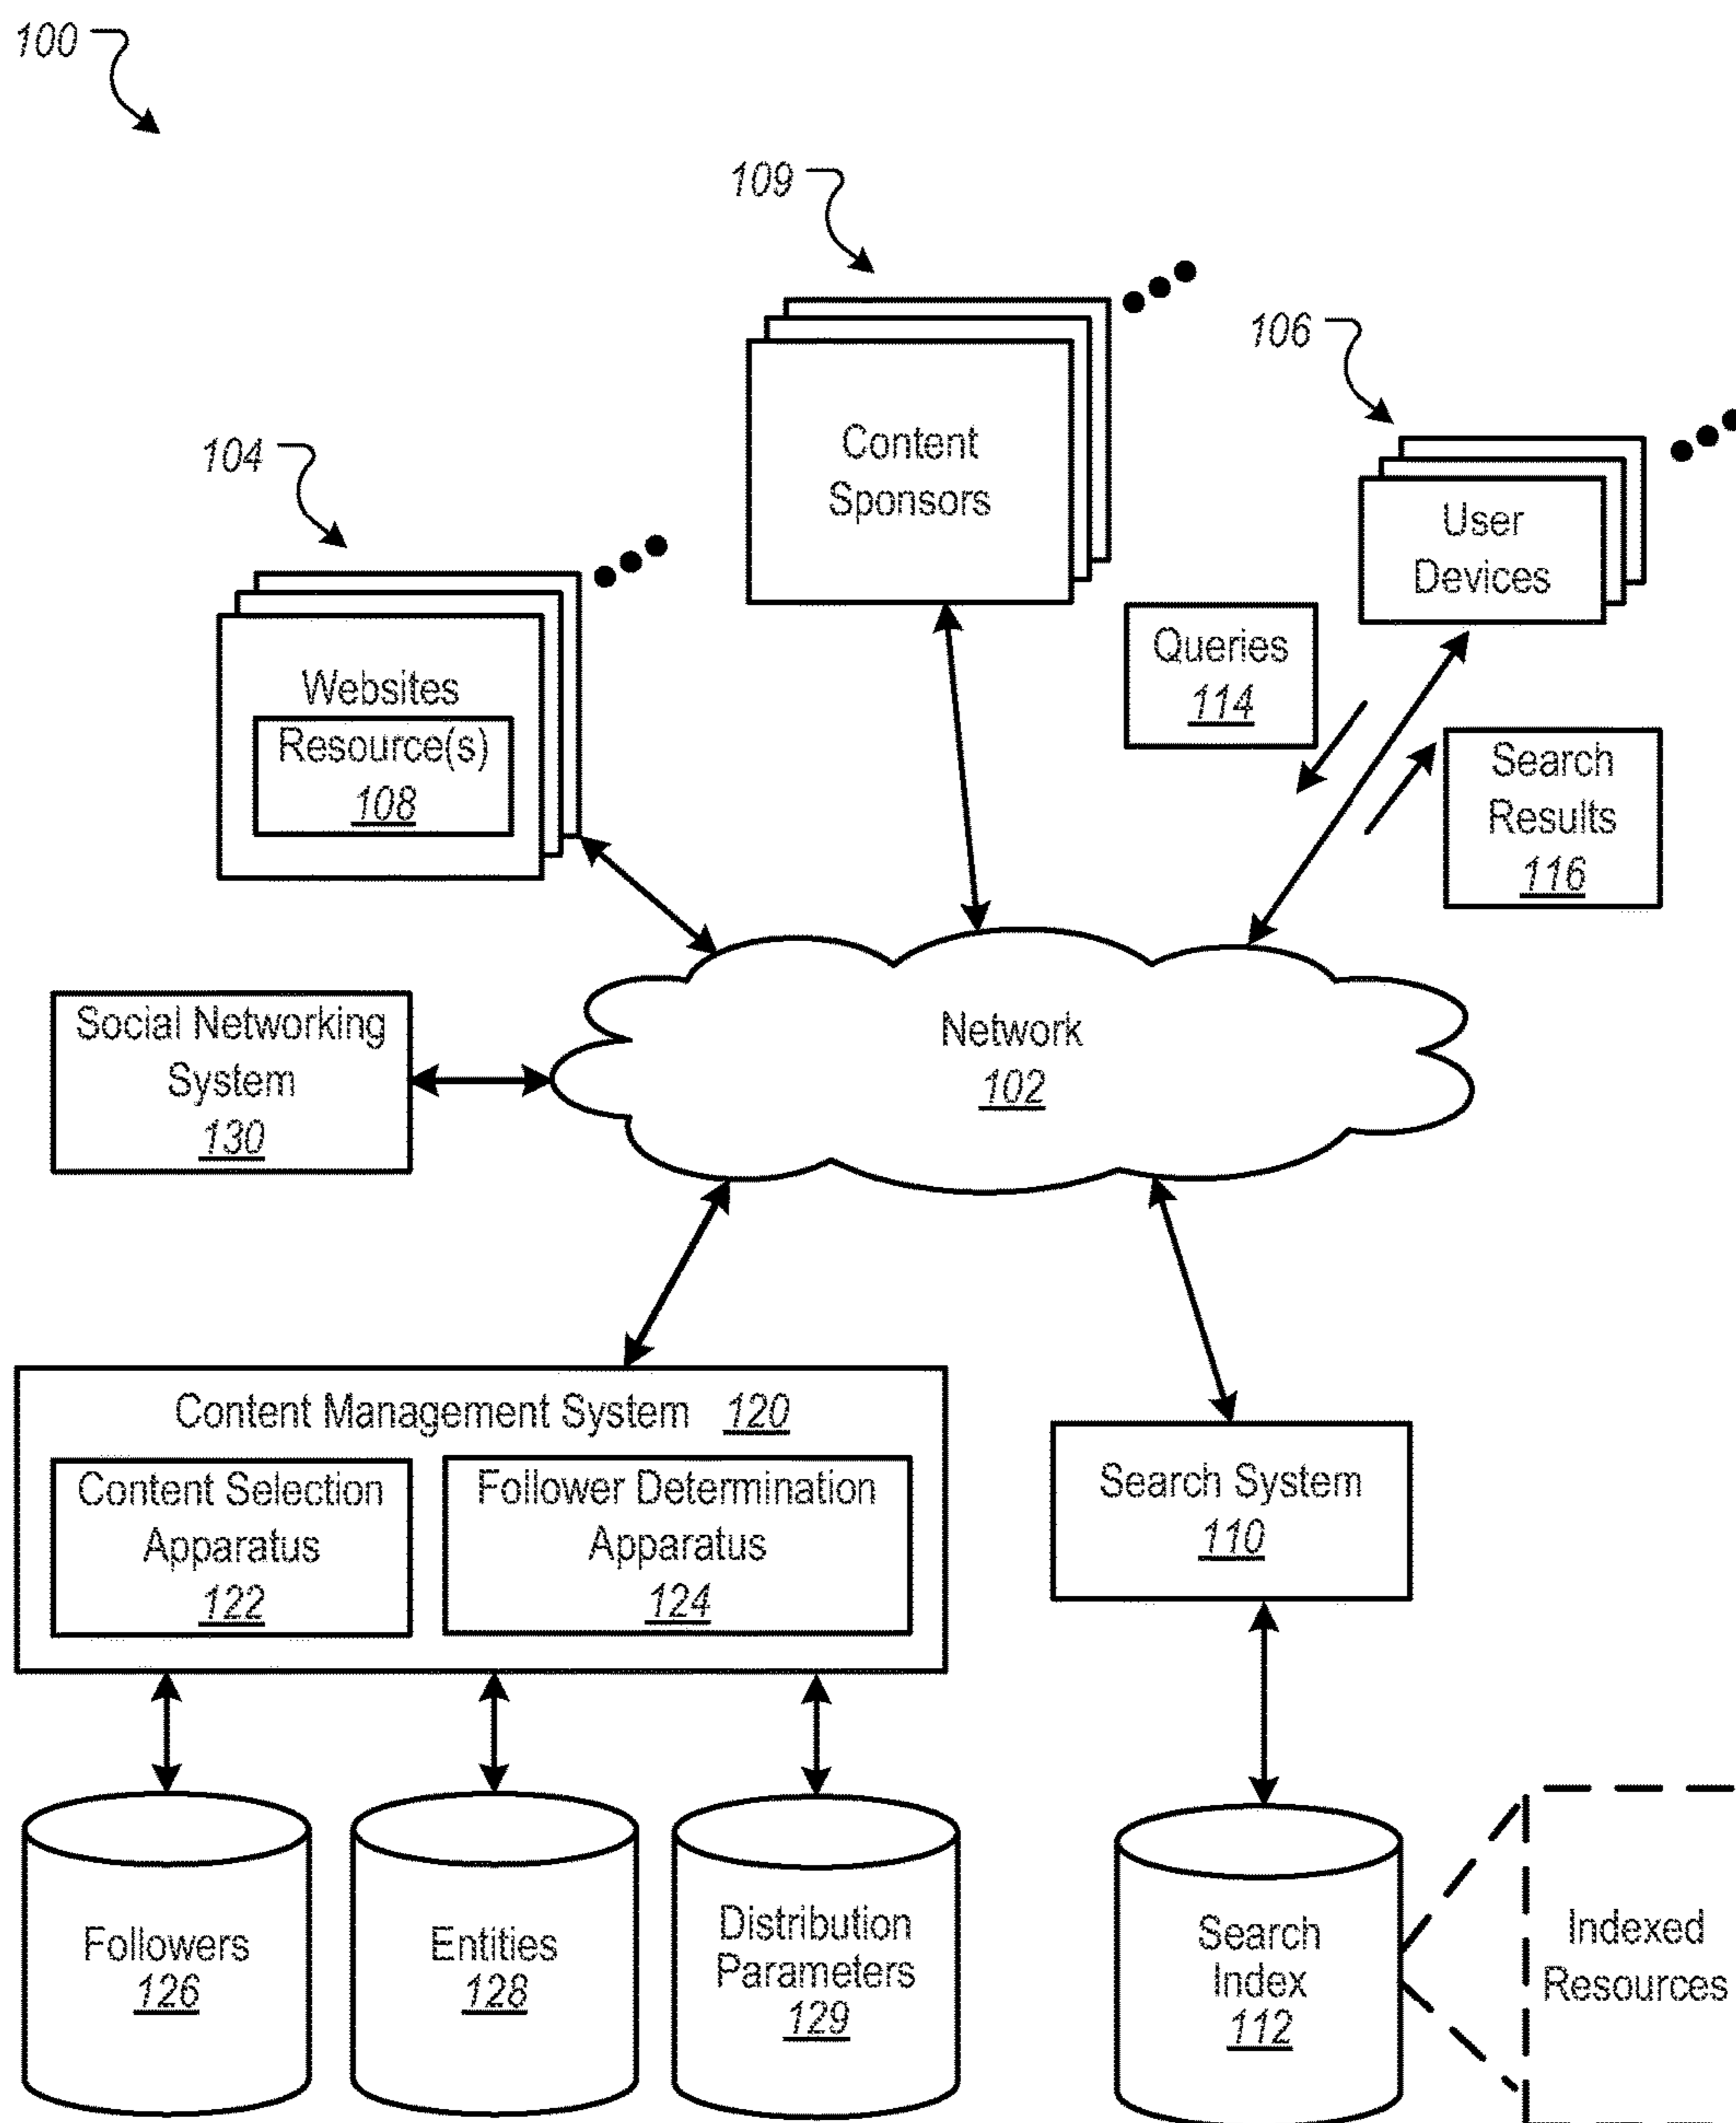 100
109
106
104
Content
Sponsors
User
Devices
Queries
114
Websites
Resource(s)
108
Search
Results
116
Network
102
Social Networking
System
130
Content Management System 120
Content Selection
Apparatus
122
Follower Determination
Apparatus
124
Search System
110
Followers
126
Entities
128
Distribution
Parameters
129
Search
Index
112
Indexed
Resources